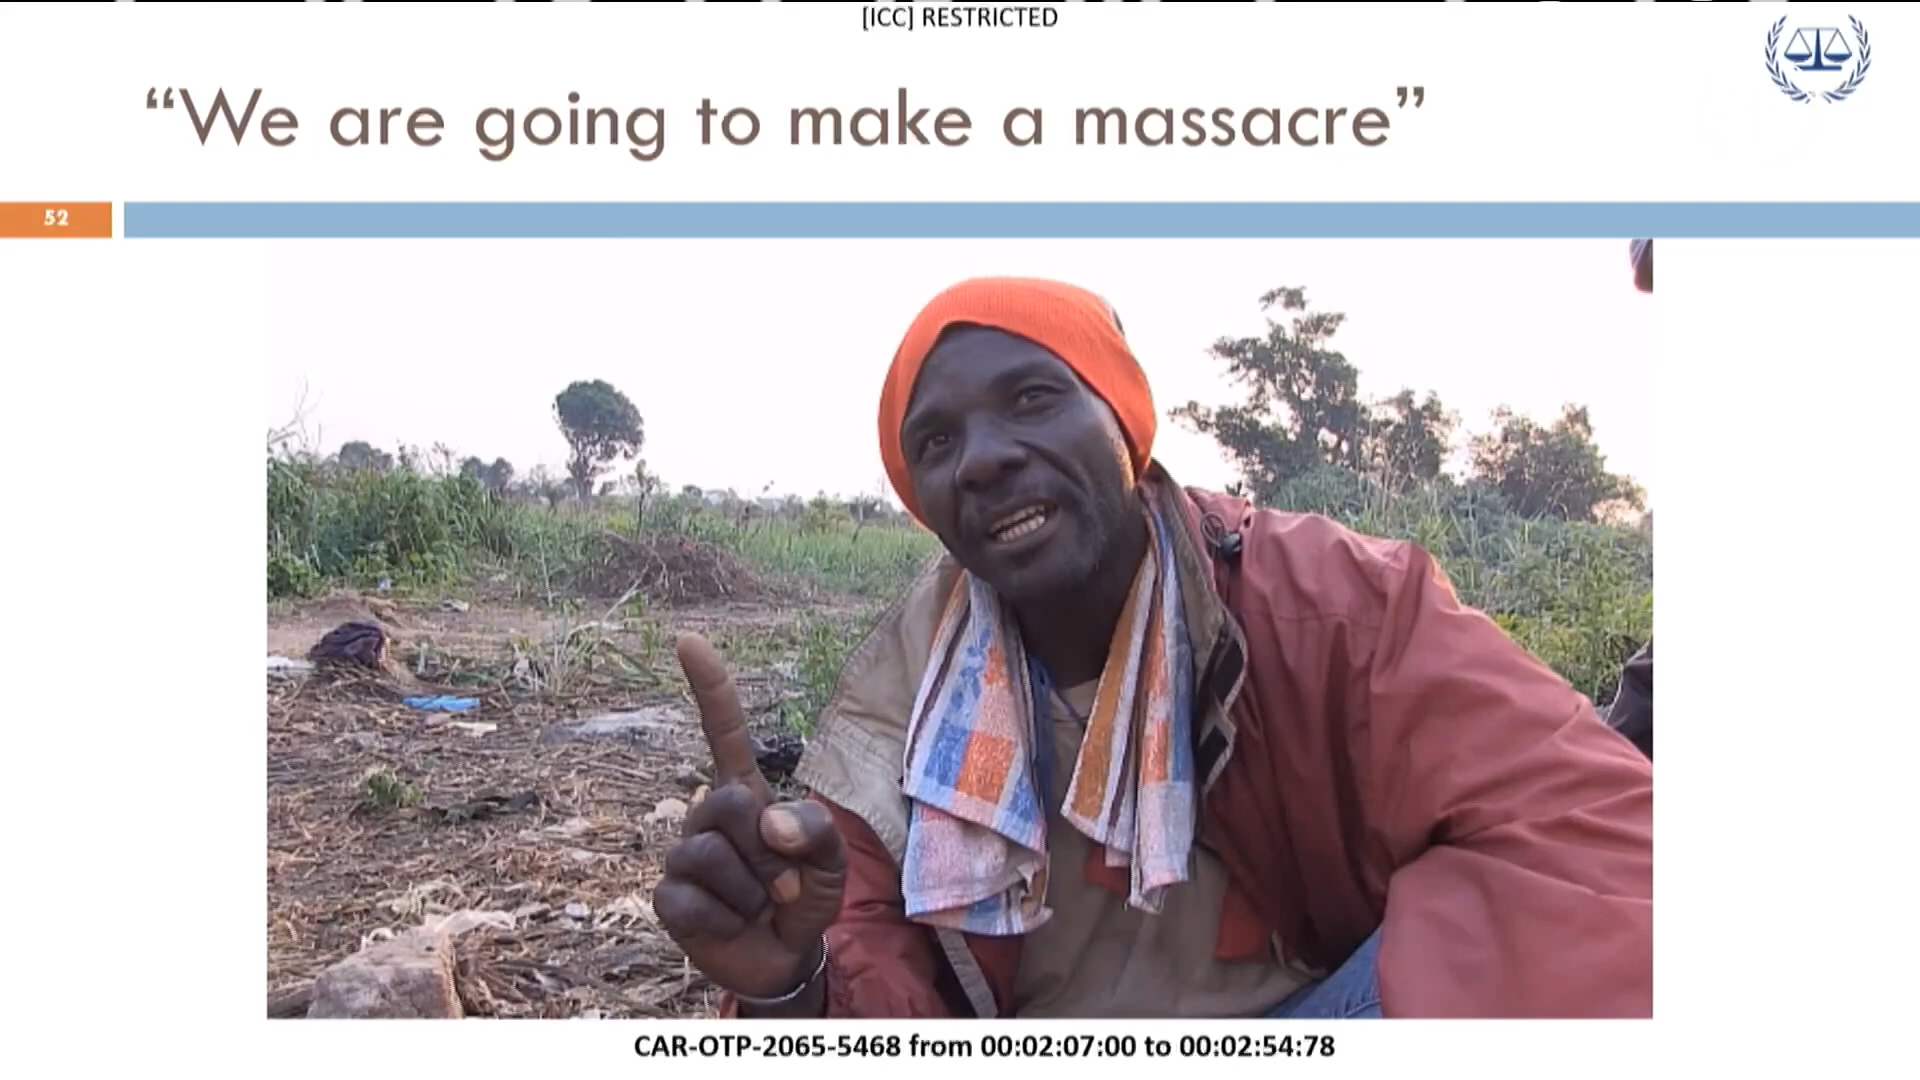 [ICC] RESTRICTED
“We are going to make a massacre”
52
CAR-OTP-2065-5468 from 00:02:07:00 to 00:02:54:78